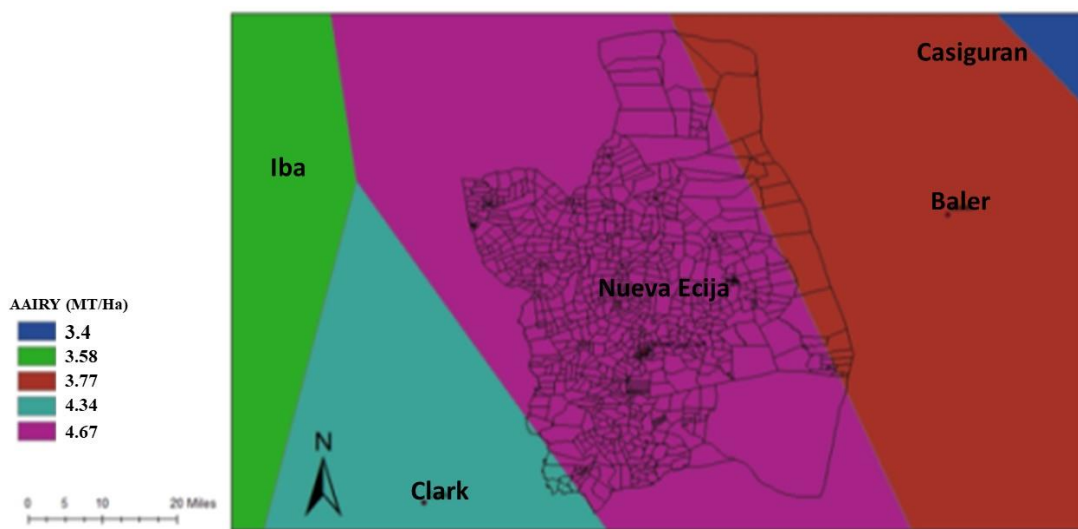 Casiguran
Iba
Baler
Nueva Ecija
AAIRY (MT/Ha)
3.4
3.58
3.77
4.34
4.67
N
Clark
0 5 10 20 Miles